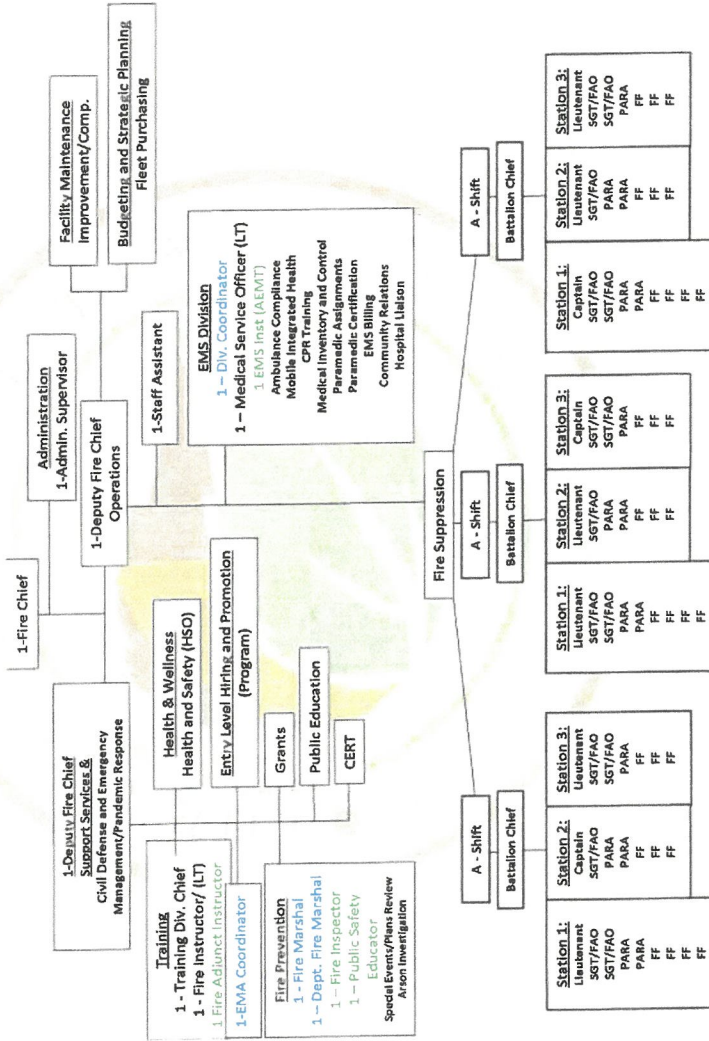 1-Fire Chief
Administration
1-Admin. Supervisor
1-Deputy Fire Chief
Support Services &
Civil Defense and Emergency
Management/Pandemic Response
1-Deputy Fire Chief
Operations
Facility Maintenance
Improvement/Comp.
Budgeting and Strategic Planning
Fleet Purchasing
Training
1 - Training Div. Chief
1 - Fire Instructor/ (LT)
1 Fire Adjunct Instructor
1-EMA Coordinator
Health & Wellness
Health and Safety (HSO)
Entry Level Hiring and Promotion
(Program)
Fire Prevention
1 - Fire Marshal
1 – Dept. Fire Marshal
1 – Fire Inspector
1 – Public Safety
Educator
Special Events/Plans Review
Arson Investigation
Grants
Public Education
CERT
1-Staff Assistant
EMS Division
1 – Div. Coordinator
1 – Medical Service Officer (LT)
1 EMS Inst (AEMT)
Ambulance Compliance
Mobile Integrated Health
CPR Training
Medical Inventory and Control
Paramedic Assignments
Paramedic Certification
EMS Billing
Community Relations
Hospital Liaison
Fire Suppression
A - Shift
Battalion Chief
Station 1:
Lieutenant
SGT/FAO
SGT/FAO
PARA
PARA
FF
FF
FF
FF
Station 2:
Captain
SGT/FAO
PARA
PARA
FF
FF
FF
Station 3:
Lieutenant
SGT/FAO
SGT/FAO
PARA
FF
FF
FF
A - Shift
Battalion Chief
Station 1:
Lieutenant
SGT/FAO
SGT/FAO
PARA
PARA
FF
FF
FF
FF
Station 2:
Lieutenant
SGT/FAO
PARA
PARA
FF
FF
FF
Station 3:
Captain
SGT/FAO
SGT/FAO
PARA
FF
FF
FF
A - Shift
Battalion Chief
Station 1:
Captain
SGT/FAO
SGT/FAO
PARA
PARA
FF
FF
FF
FF
Station 2:
Lieutenant
SGT/FAO
PARA
PARA
FF
FF
FF
Station 3:
Lieutenant
SGT/FAO
SGT/FAO
PARA
FF
FF
FF